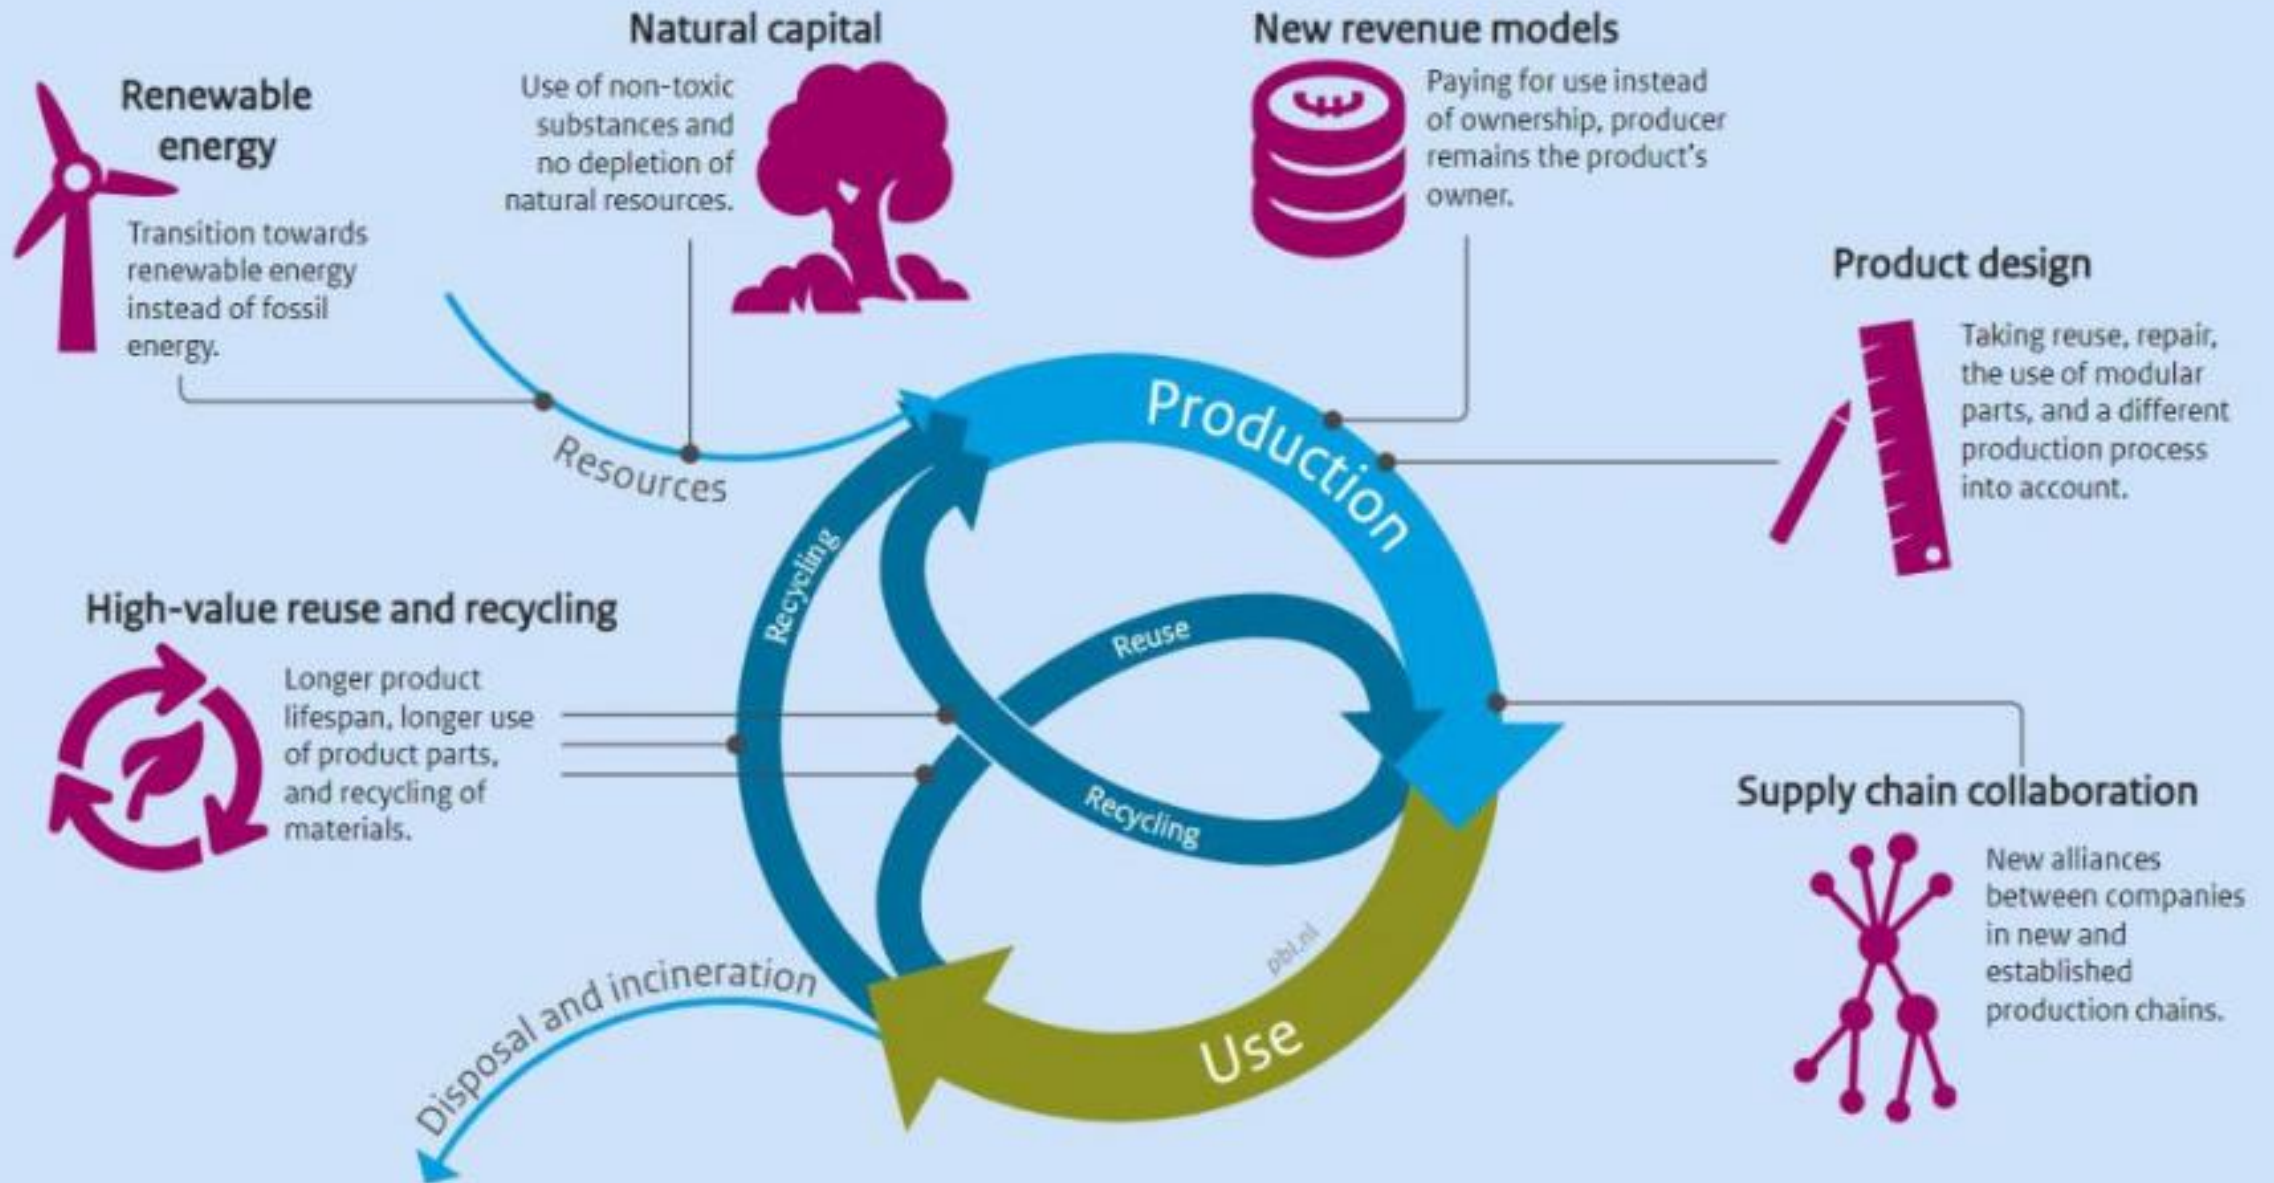 Natural capital
Use of non-toxic
substances and
no depletion of
natural resources.
New revenue models
Paying for use instead
of ownership, producer
remains the product's
owner.
Renewable
energy
Transition towards
renewable energy
instead of fossil
energy.
Product design
Taking reuse, repair,
the use of modular
parts, and a different
production process
into account.
Resources
Production
Recycling
Reuse
Recycling
High-value reuse and recycling
Longer product
lifespan, longer use
of product parts,
and recycling of
materials.
Supply chain collaboration
New alliances
between companies
in new and
established
production chains.
Disposal and incineration
Use
pbl.nl